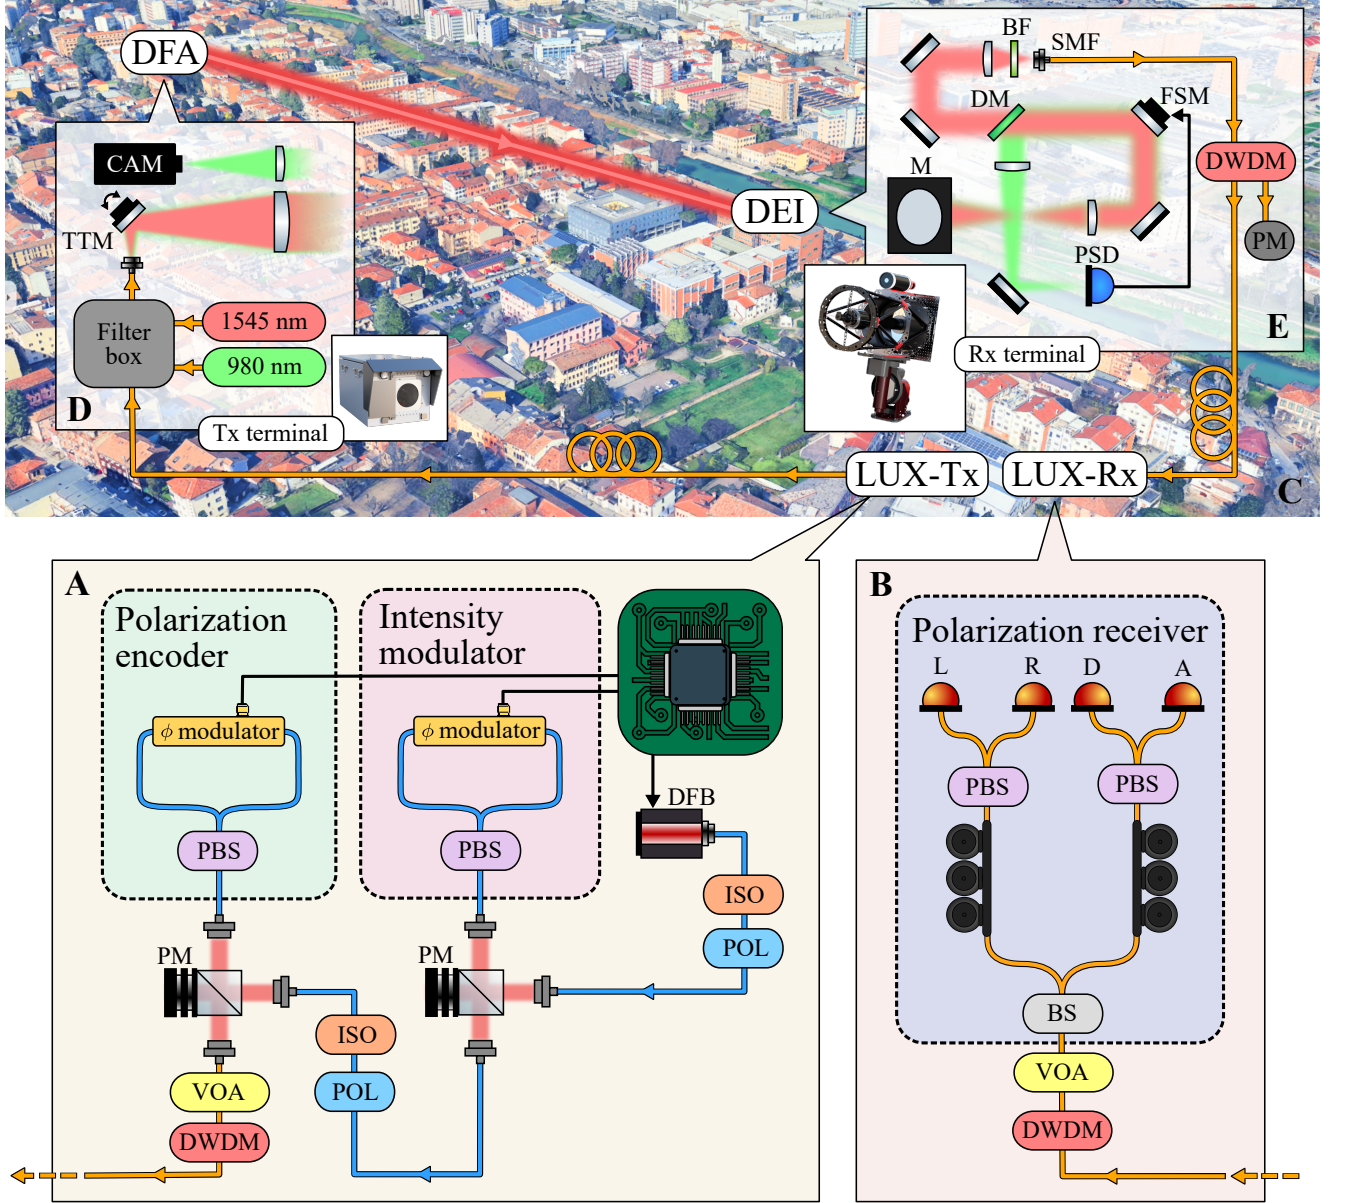 DFA
CAM
TTM
Filter
box
1545 nm
980 nm
D
Tx terminal
DEI
BF
SMF
DM
FSM
M
DWDM
PM
PSD
E
Rx terminal
LUX-Tx
LUX-Rx
C
A
Polarization
encoder
Intensity
modulator
ϕ modulator
ϕ modulator
DFB
PBS
PBS
ISO
POL
PM
PM
ISO
POL
VOA
DWDM
B
Polarization receiver
L
R
D
A
PBS
PBS
BS
VOA
DWDM